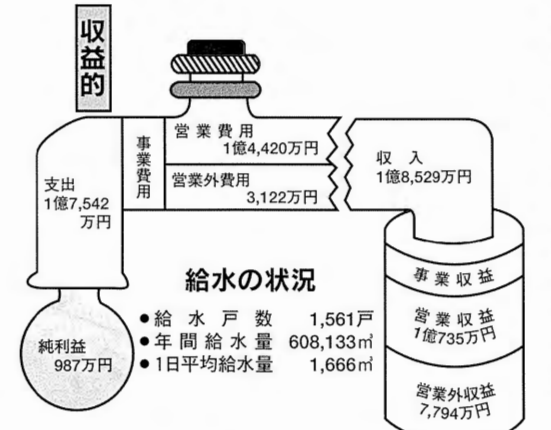 収益的
支出
1億7,542
万円
事業費用
営業費用
1億4,420万円
営業外費用
3,122万円
収入
1億8,529万円
事業収益
営業収益
1億735万円
営業外収益
7,794万円
純利益
987万円
給水の状況
●給水戸数 1,561戸
●年間給水量 608,133㎥
●1日平均給水量 1,666㎥